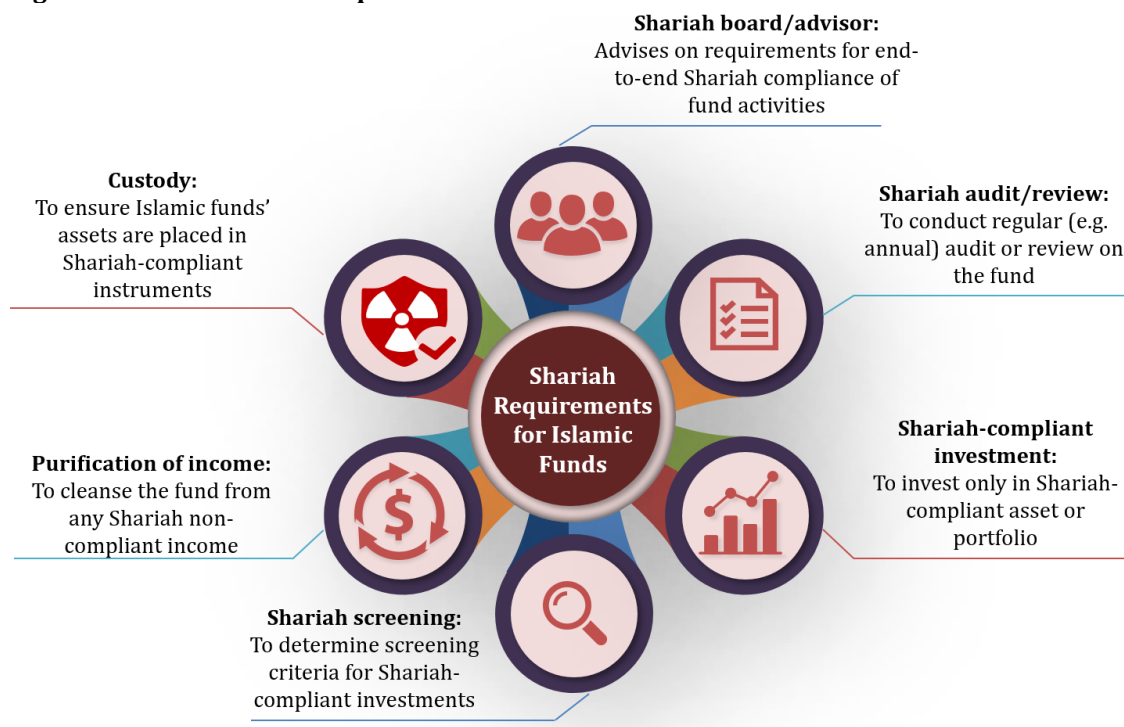 Shariah board/advisor:
Advises on requirements for end-
to-end Shariah compliance of
fund activities
Custody:
To ensure Islamic funds’
assets are placed in
Shariah-compliant
instruments
Shariah audit/review:
To conduct regular (e.g.
annual) audit or review on
the fund
Shariah
Requirements
for Islamic
Funds
Purification of income:
To cleanse the fund from
any Shariah non-
compliant income
$
Shariah-compliant
investment:
To invest only in Shariah-
compliant asset or
portfolio
Shariah screening:
To determine screening
criteria for Shariah-
compliant investments